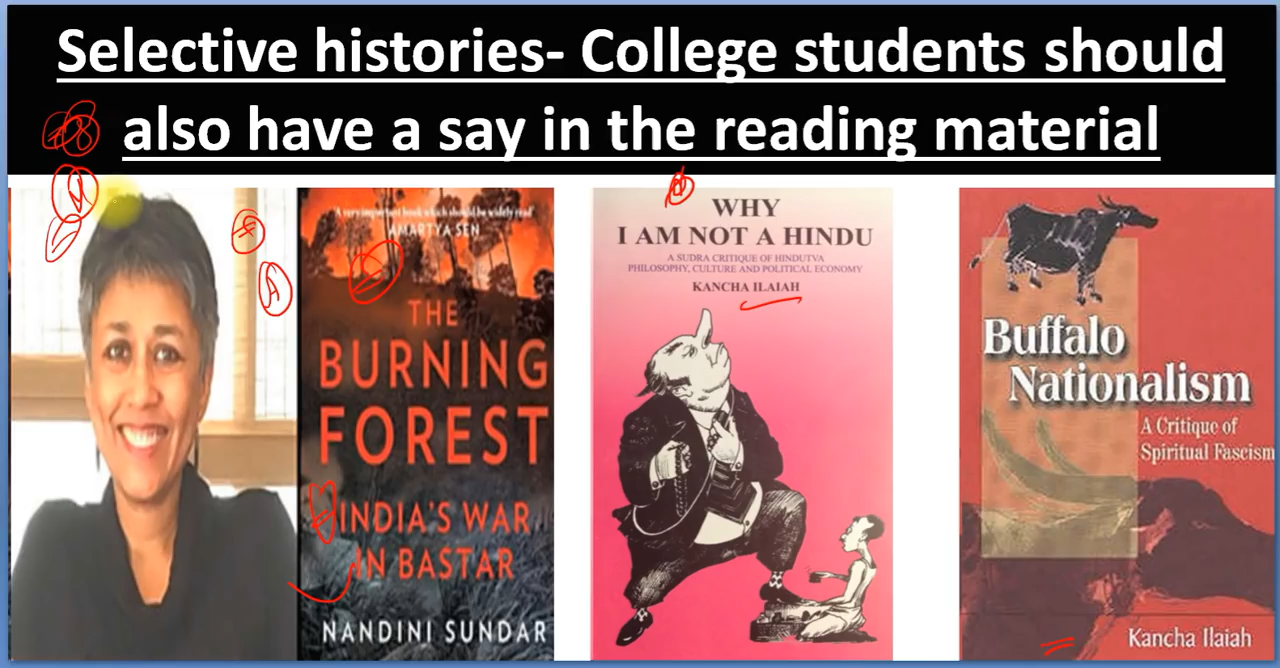 Selective histories- College students should
also have a say in the reading material
'A very important book which should be widely read'
AMARTYA SEN
THE
BURNING
FOREST
INDIA'S WAR
IN BASTAR
NANDINI SUNDAR
WHY
I AM NOT A HINDU
A SUDRA CRITIQUE OF HINDUTVA
PHILOSOPHY, CULTURE AND POLITICAL ECONOMY
KANCHA ILAIAH
Buffalo
Nationalism
A Critique of
Spiritual Fascism
Kancha Ilaiah